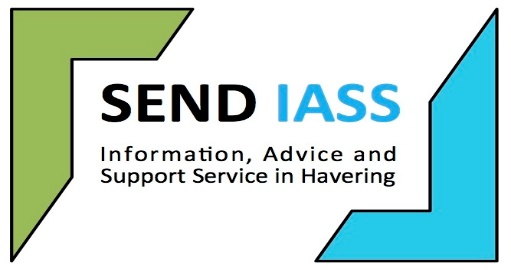 SEND IASS
Information, Advice and
Support Service in Havering